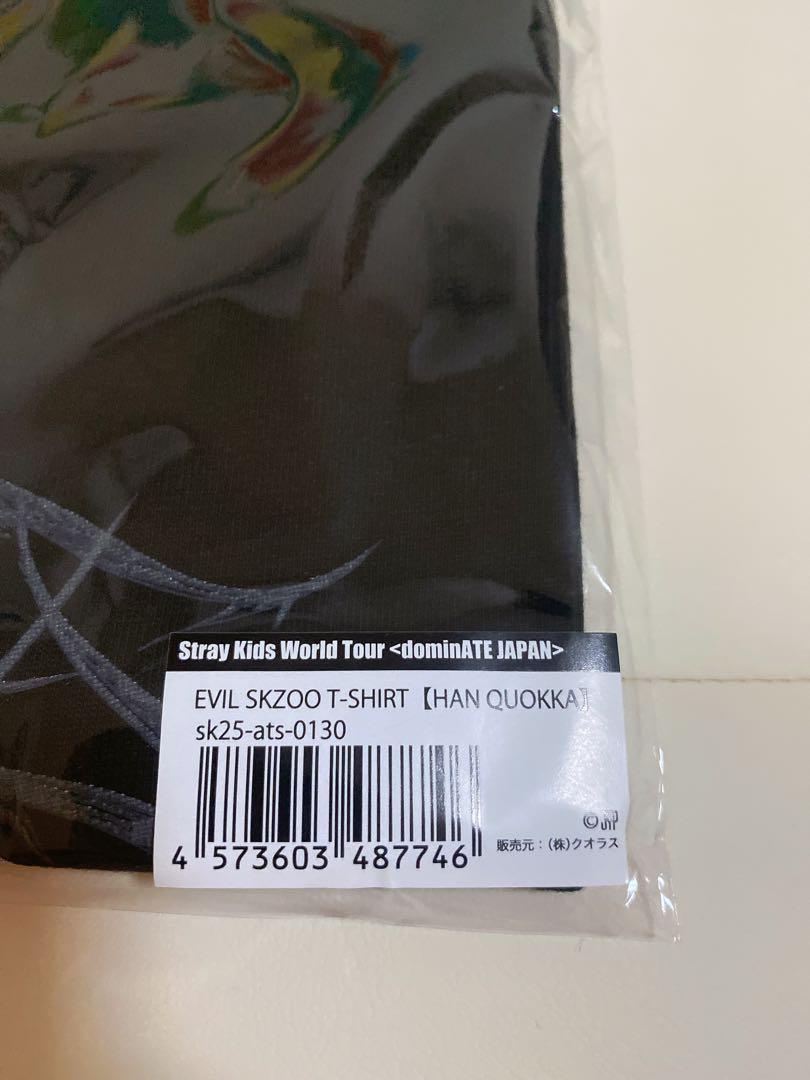 Stray Kids World Tour <dominATE JAPAN>
EVIL SKZOO T-SHIRT【HAN QUOKKA】
sk25-ats-0130
©JYP
4 573603 487746
販売元：(株)クオラス